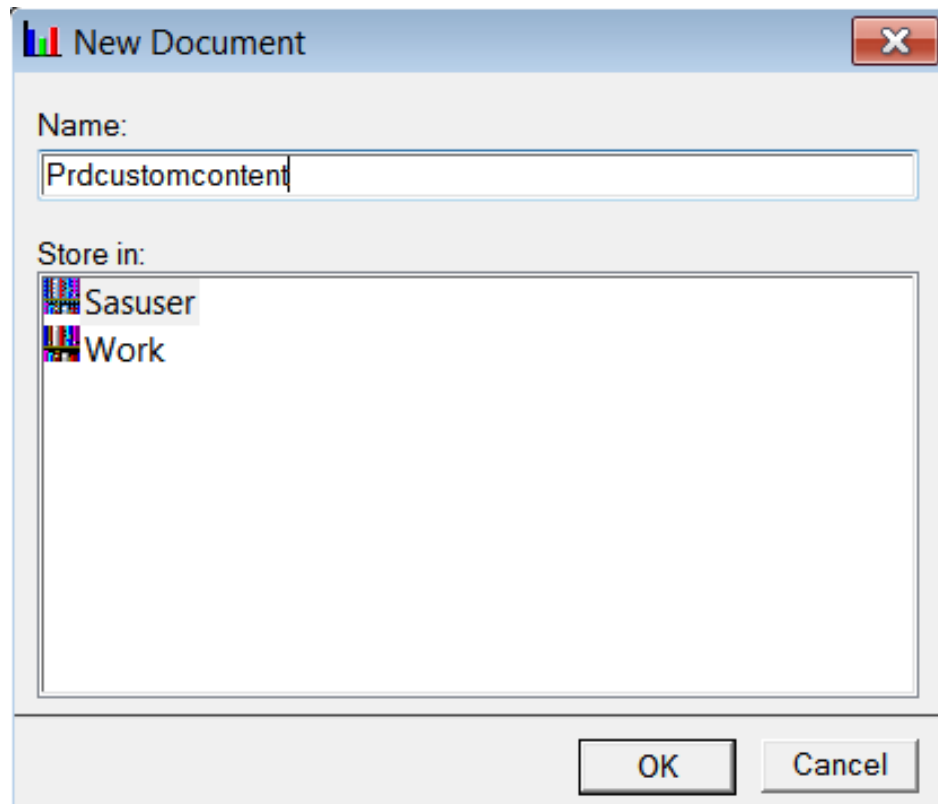 New Document
Name:
Prdcustomcontent
Store in:
Sasuser
Work
OK Cancel